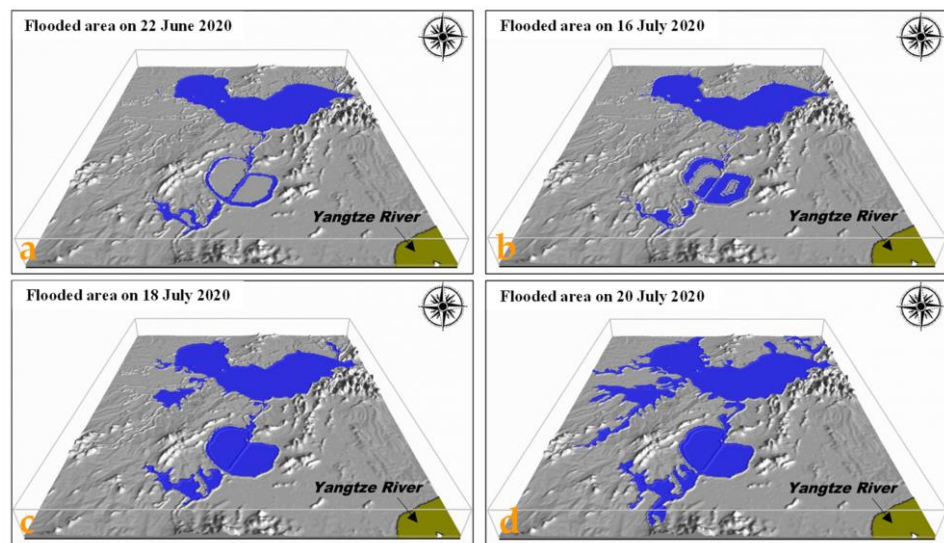 Flooded area on 22 June 2020
Yangtze River
a
Flooded area on 16 July 2020
Yangtze River
b
Flooded area on 18 July 2020
Yangtze River
c
Flooded area on 20 July 2020
Yangtze River
d